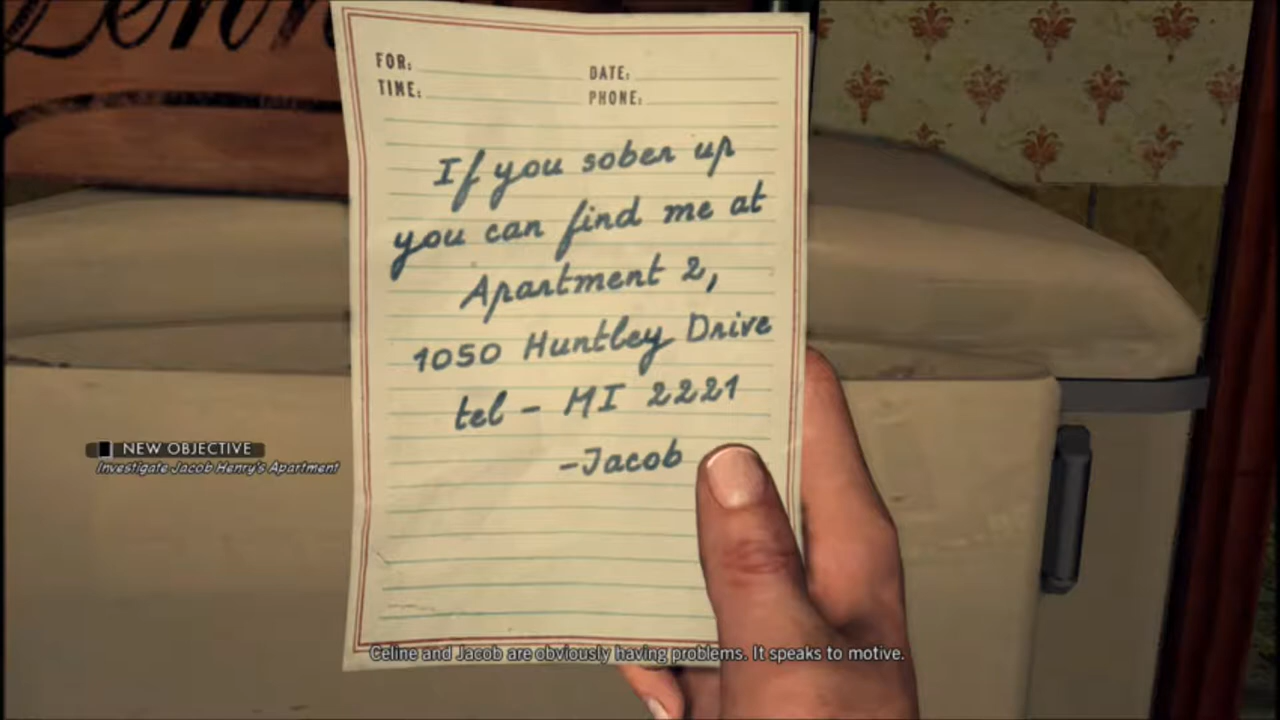 FOR:
DATE:
TIME:
PHONE:
If you sober up
you can find me at
Apartment 2,
1050 Huntley Drive
tel - MI 2221
-Jacob
NEW OBJECTIVE
Investigate Jacob Henry's Apartment
Celine and Jacob are obviously having problems. It speaks to motive.